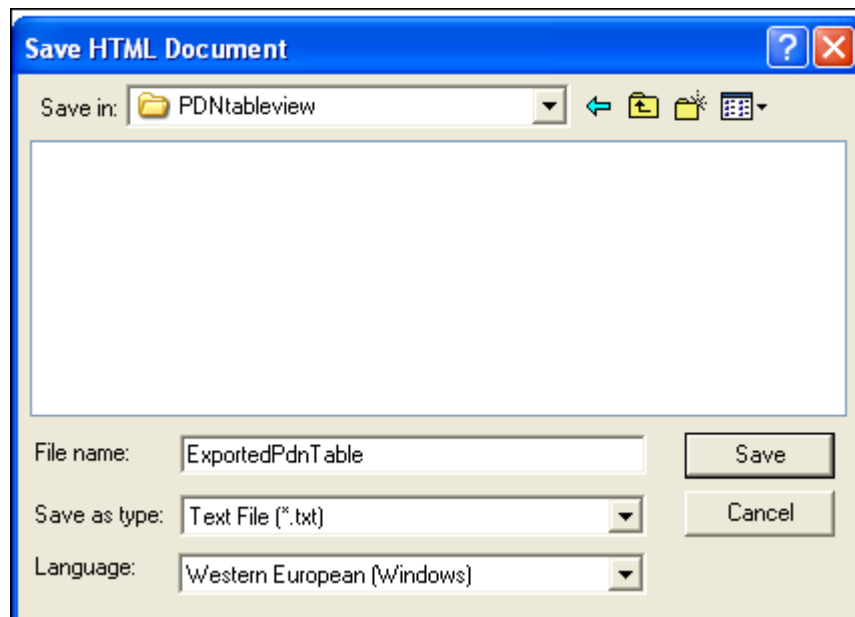 Save HTML Document
Save in: PDNtableview
File name: ExportedPdnTable Save
Save as type: Text File (*.txt) Cancel
Language: Western European (Windows)